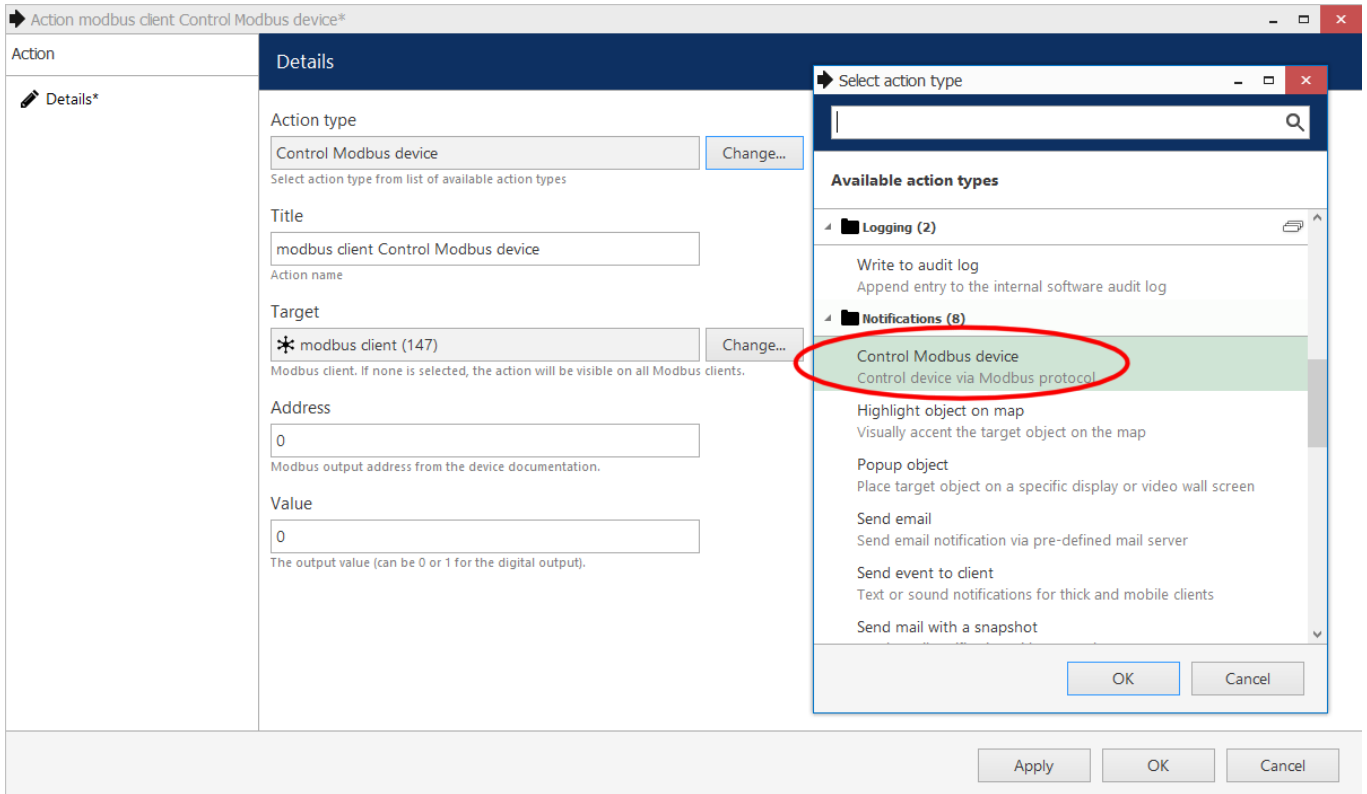 Action modbus client Control Modbus device*
Action
Details*
Details
Action type
Control Modbus device
Change...
Select action type from list of available action types
Title
modbus client Control Modbus device
Action name
Target
modbus client (147)
Change...
Modbus client. If none is selected, the action will be visible on all Modbus clients.
Address
0
Modbus output address from the device documentation.
Value
0
The output value (can be 0 or 1 for the digital output).
Select action type
Available action types
Logging (2)
Write to audit log
Append entry to the internal software audit log
Notifications (8)
Control Modbus device
Control device via Modbus protocol
Highlight object on map
Visually accent the target object on the map
Popup object
Place target object on a specific display or video wall screen
Send email
Send email notification via pre-defined mail server
Send event to client
Text or sound notifications for thick and mobile clients
Send mail with a snapshot
OK
Cancel
Apply
OK
Cancel